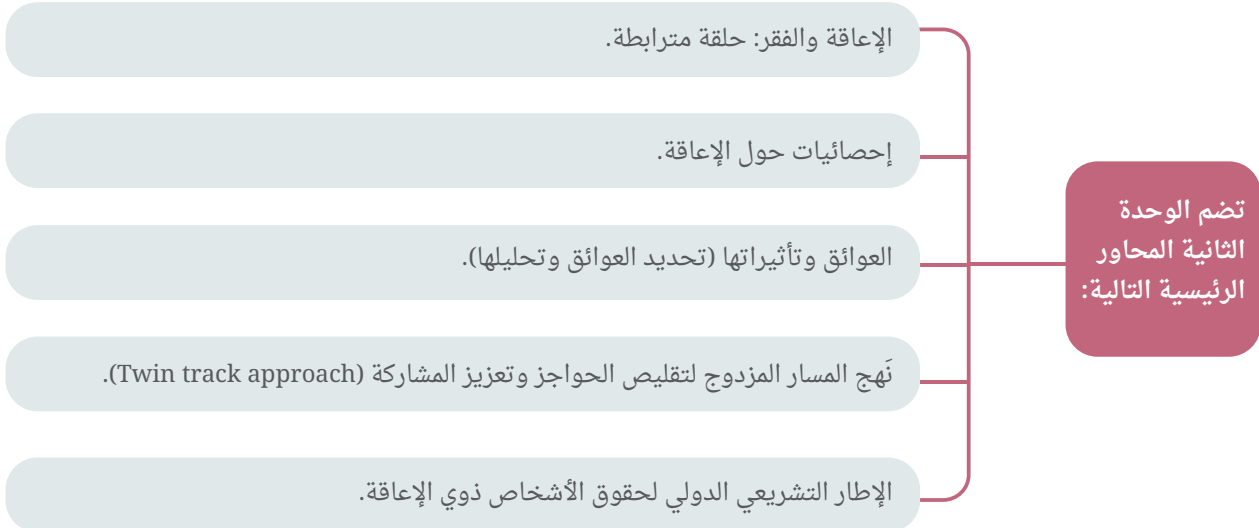 تضم الوحدة
الثانية المحاور
الرئيسية التالية:
الإعاقة والفقر: حلقة مترابطة.
إحصائيات حول الإعاقة.
العوائق وتأثيراتها (تحديد العوائق وتحليلها).
نَهج المسار المزدوج لتقليص الحواجز وتعزيز المشاركة (Twin track approach).
الإطار التشريعي الدولي لحقوق الأشخاص ذوي الإعاقة.